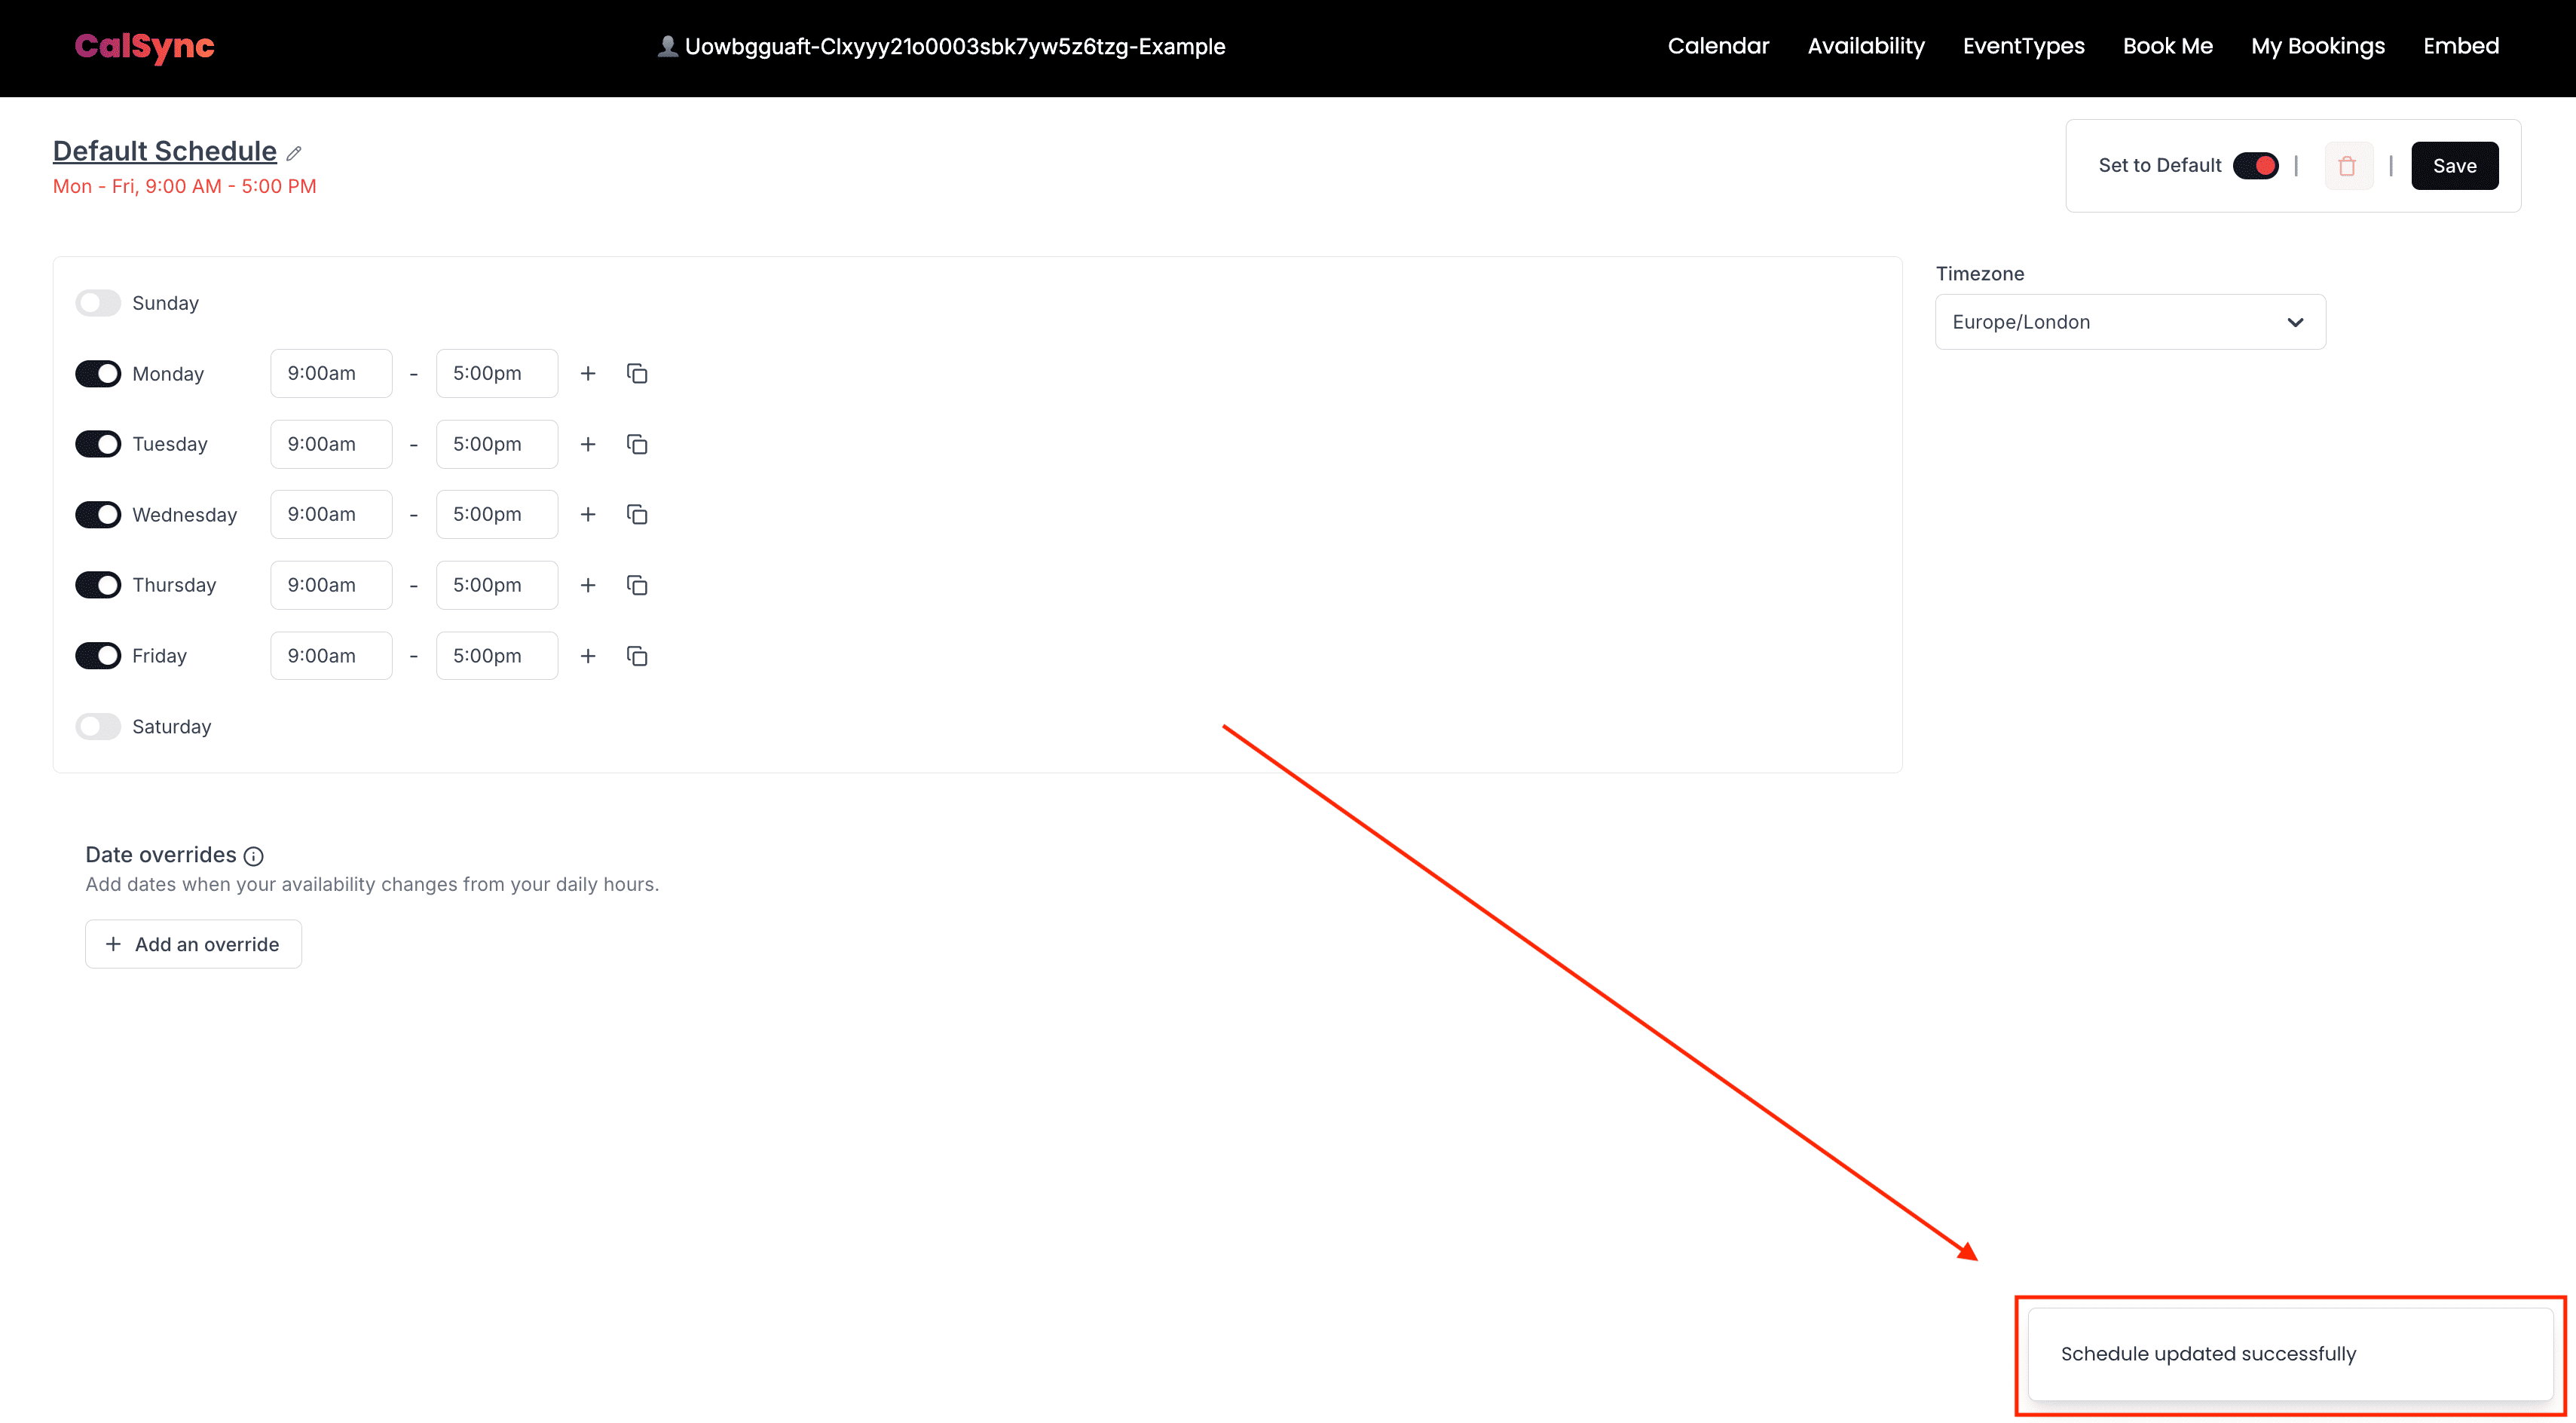 CalSync
Uowbgguaft-Clxyyy21o0003sbk7yw5z6tzg-Example
Calendar Availability EventTypes Book Me My Bookings Embed
Default Schedule
Mon - Fri, 9:00 AM - 5:00 PM
Set to Default | | Save
Sunday
Monday 9:00am - 5:00pm +
Tuesday 9:00am - 5:00pm +
Wednesday 9:00am - 5:00pm +
Thursday 9:00am - 5:00pm +
Friday 9:00am - 5:00pm +
Saturday
Timezone
Europe/London
Date overrides
Add dates when your availability changes from your daily hours.
+ Add an override
Schedule updated successfully